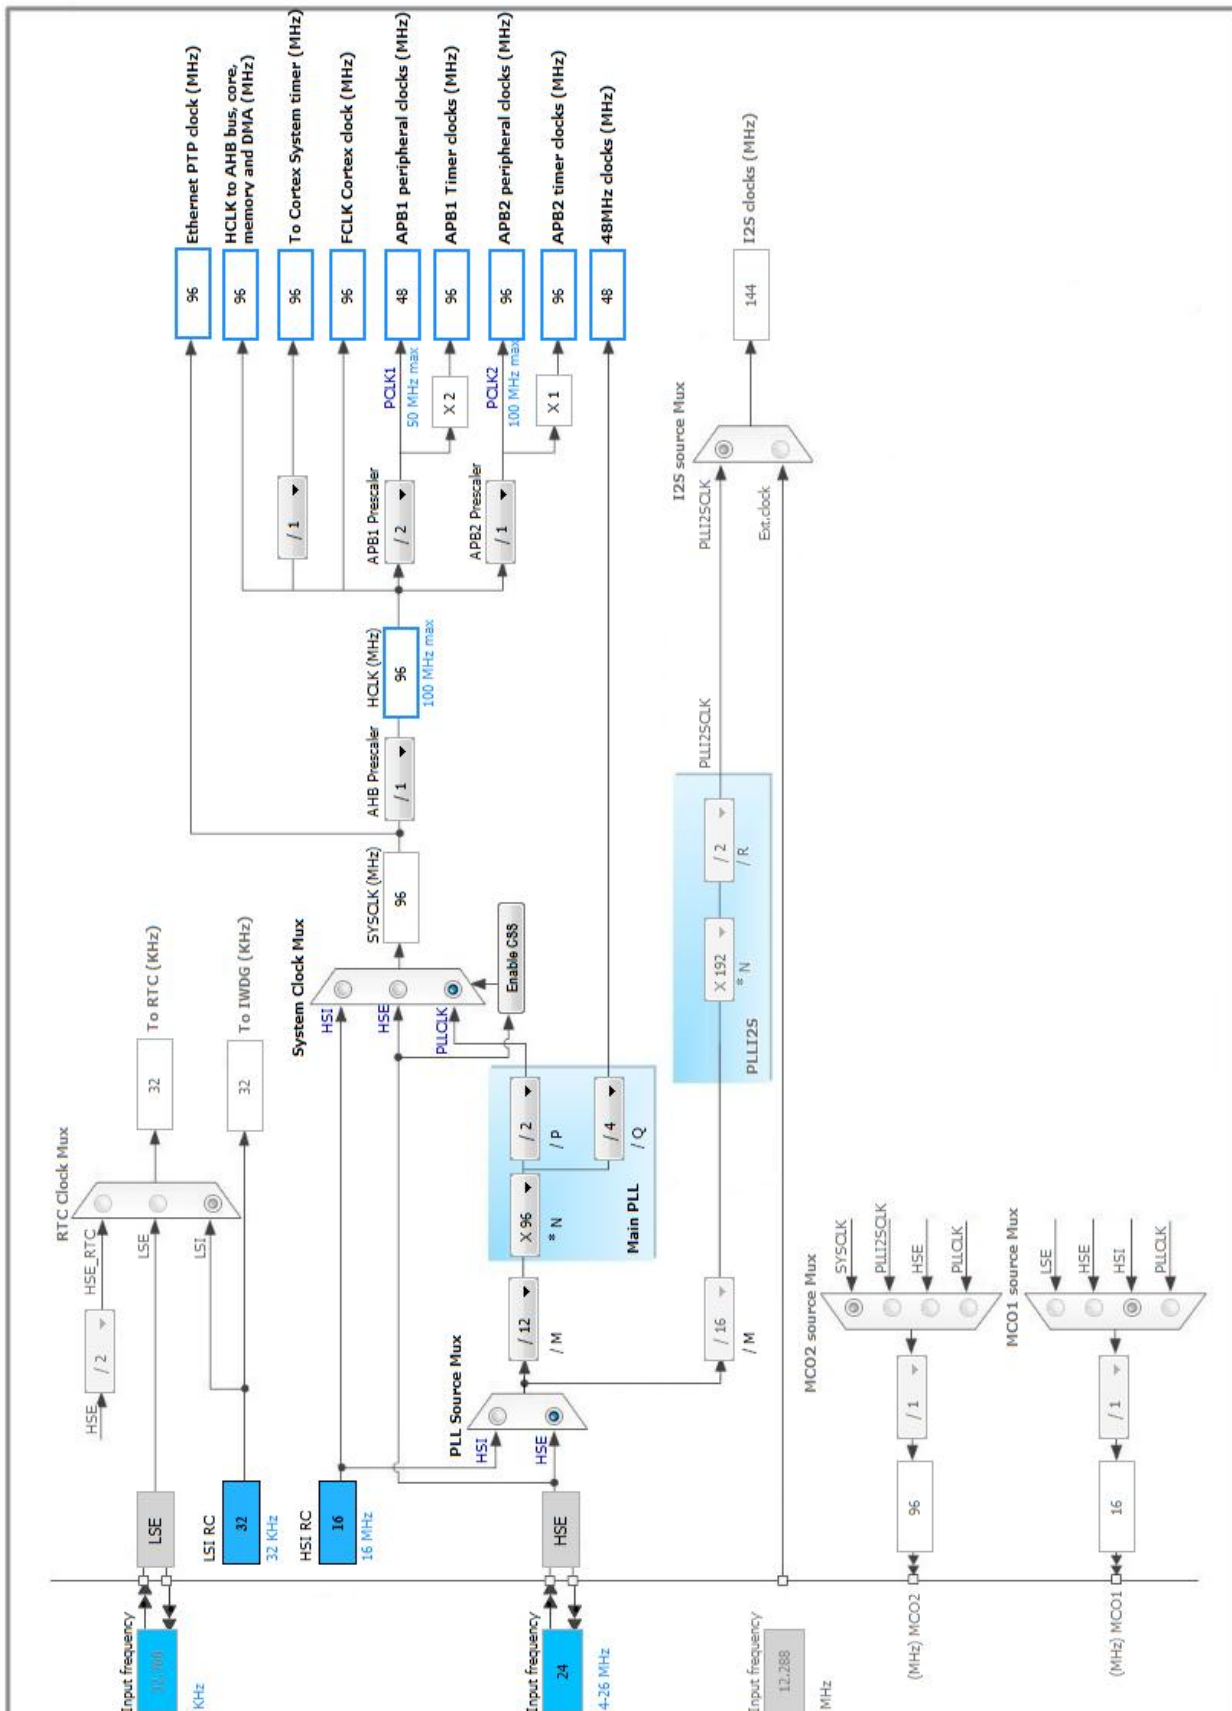 Input frequency
32.768
KHz
LSE
LSI RC
32
32 KHz
HSI RC
16
16 MHz
HSE
/ 2
HSE_RTC
LSE
LSI
RTC Clock Mux
32
To RTC (KHz)
32
To IWDG (KHz)
Input frequency
24
4-26 MHz
HSE
PLL Source Mux
HSI
HSE
/ 12
/ M
X 96
* N
/ 2
/ P
/ 4
/ Q
Main PLL
System Clock Mux
HSI
HSE
PLLCLK
Enable CSS
SYSCLK (MHz)
96
AHB Prescaler
/ 1
HCLK (MHz)
96
100 MHz max
/ 1
APB1 Prescaler
/ 2
PCLK1
50 MHz max
X 2
APB2 Prescaler
/ 1
PCLK2
100 MHz max
X 1
96
Ethernet PTP clock (MHz)
96
HCLK to AHB bus, core,
memory and DMA (MHz)
96
To Cortex System timer (MHz)
96
FCLK Cortex clock (MHz)
48
APB1 peripheral clocks (MHz)
96
APB1 Timer clocks (MHz)
96
APB2 peripheral clocks (MHz)
96
APB2 timer clocks (MHz)
48
48MHz clocks (MHz)
Input frequency
12.288
MHz
/ 16
/ M
PLLI2S
X 192
* N
/ 2
/ R
PLLI2SCLK
PLLI2SCLK
Ext.clock
I2S source Mux
144
I2S clocks (MHz)
(MHz) MCO2
96
/ 1
MCO2 source Mux
SYSCLK
PLLI2SCLK
HSE
PLLCLK
(MHz) MCO1
16
/ 1
MCO1 source Mux
LSE
HSE
HSI
PLLCLK